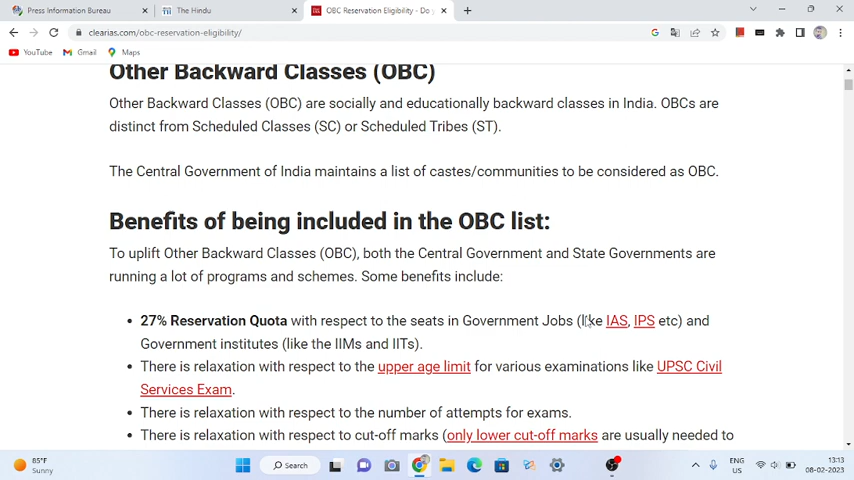 Press Information Bureau
The Hindu
OBC Reservation Eligibility - Do y
clearias.com/obc-reservation-eligibility/
YouTube
Gmail
Maps
Other Backward Classes (OBC)
Other Backward Classes (OBC) are socially and educationally backward classes in India. OBCs are
distinct from Scheduled Classes (SC) or Scheduled Tribes (ST).
The Central Government of India maintains a list of castes/communities to be considered as OBC.
Benefits of being included in the OBC list:
To uplift Other Backward Classes (OBC), both the Central Government and State Governments are
running a lot of programs and schemes. Some benefits include:
• 27% Reservation Quota with respect to the seats in Government Jobs (like IAS, IPS etc) and
Government institutes (like the IIMs and IITs).
• There is relaxation with respect to the upper age limit for various examinations like UPSC Civil
Services Exam.
• There is relaxation with respect to the number of attempts for exams.
• There is relaxation with respect to cut-off marks (only lower cut-off marks are usually needed to
85°F
Sunny
Search
ENG
US
13:13
08-02-2023